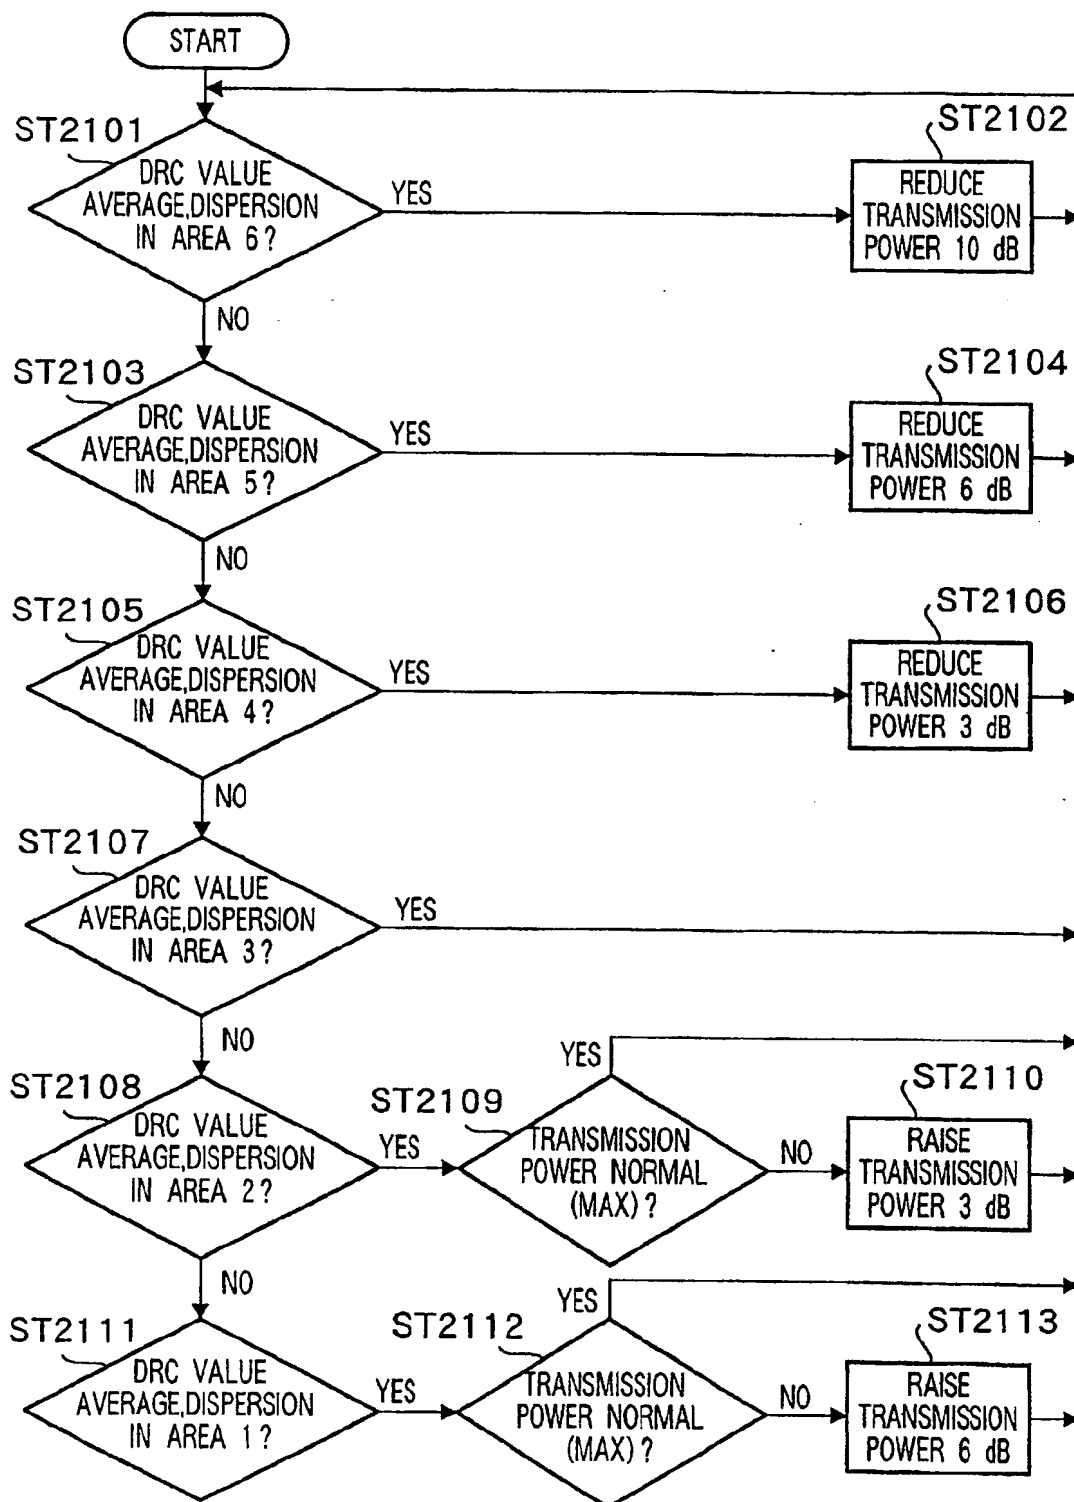 START
ST2101
DRC VALUE
AVERAGE,DISPERSION
IN AREA 6?
YES
ST2102
REDUCE
TRANSMISSION
POWER 10 dB
NO
ST2103
DRC VALUE
AVERAGE,DISPERSION
IN AREA 5?
YES
ST2104
REDUCE
TRANSMISSION
POWER 6 dB
NO
ST2105
DRC VALUE
AVERAGE,DISPERSION
IN AREA 4?
YES
ST2106
REDUCE
TRANSMISSION
POWER 3 dB
NO
ST2107
DRC VALUE
AVERAGE,DISPERSION
IN AREA 3?
YES
NO
ST2108
DRC VALUE
AVERAGE,DISPERSION
IN AREA 2?
YES
ST2109
TRANSMISSION
POWER NORMAL
(MAX)?
YES
NO
ST2110
RAISE
TRANSMISSION
POWER 3 dB
NO
ST2111
DRC VALUE
AVERAGE,DISPERSION
IN AREA 1?
YES
ST2112
TRANSMISSION
POWER NORMAL
(MAX)?
YES
NO
ST2113
RAISE
TRANSMISSION
POWER 6 dB